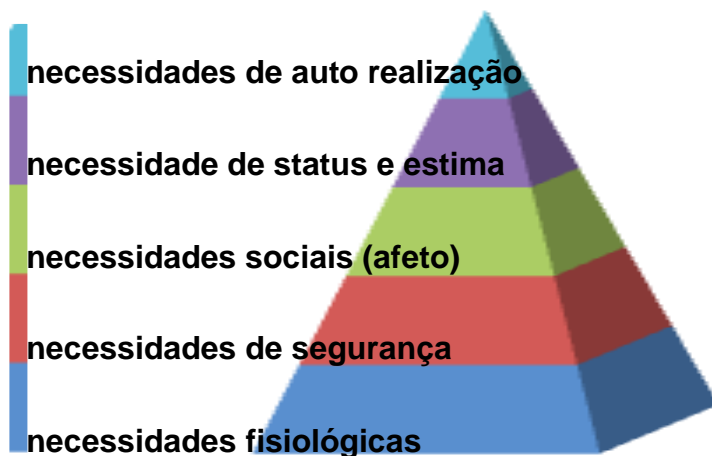 necessidades de auto realização
necessidade de status e estima
necessidades sociais (afeto)
necessidades de segurança
necessidades fisiológicas